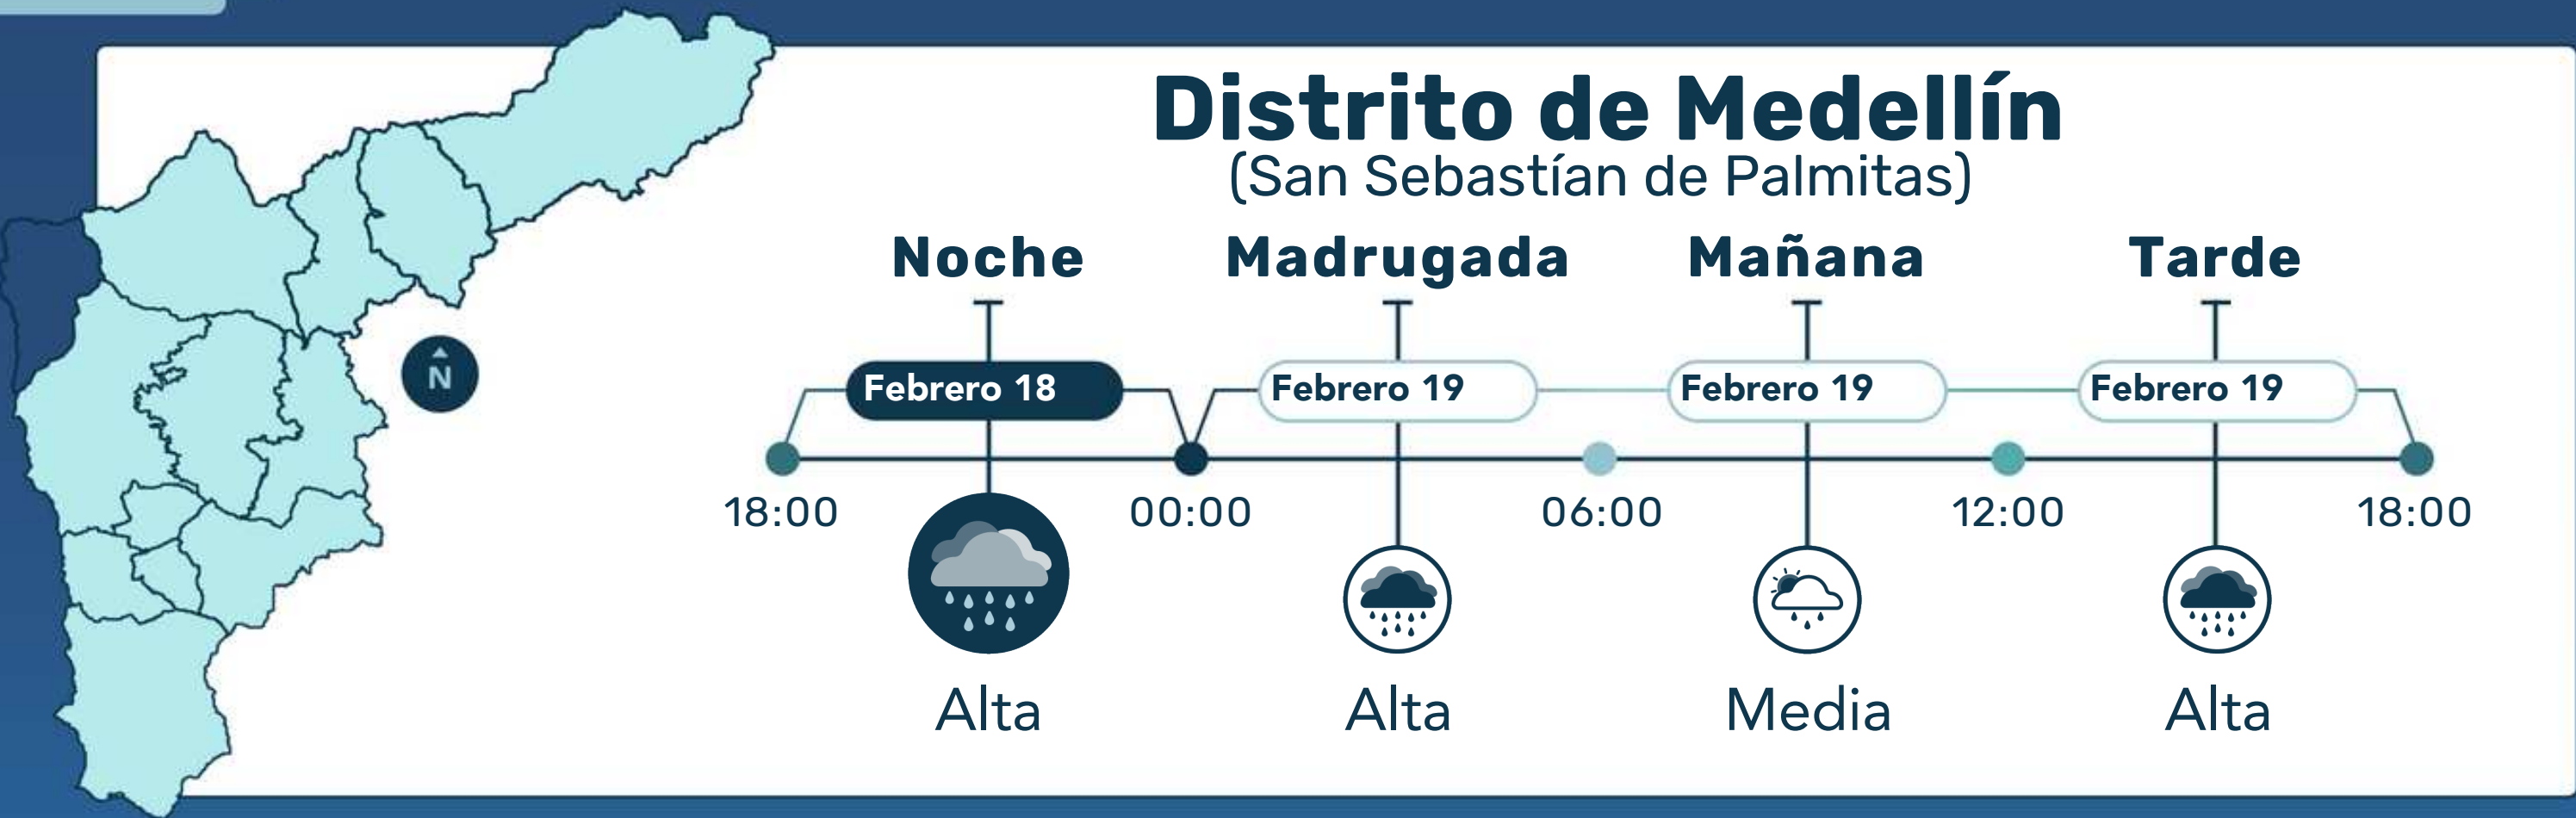 Distrito de Medellín
(San Sebastían de Palmitas)
Noche Madrugada Mañana Tarde
Febrero 18 Febrero 19 Febrero 19 Febrero 19
N
18:00 00:00 06:00 12:00 18:00
Alta Alta Media Alta